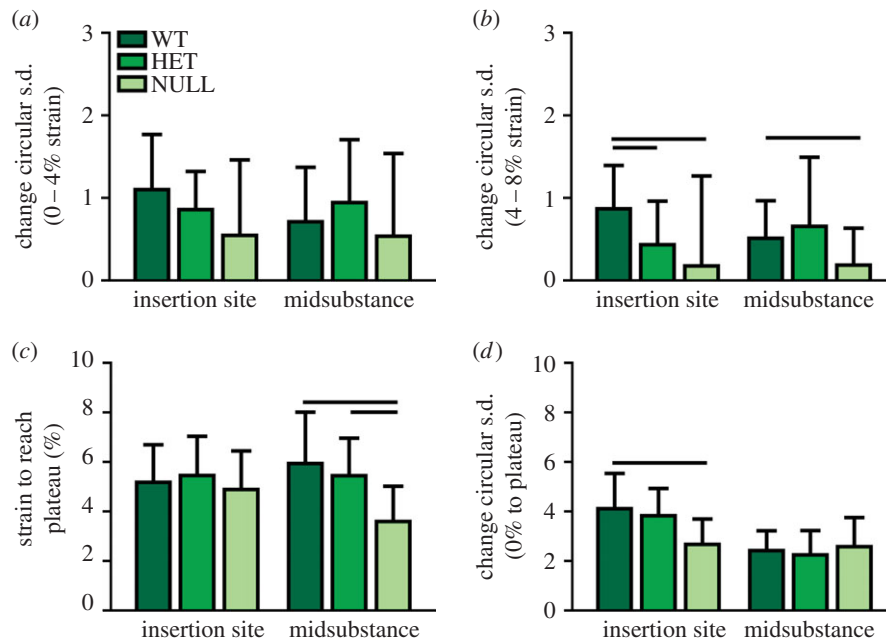 (a)
3
2
1
0
change circular s.d.
(0 – 4% strain)
WT
HET
NULL
insertion site midsubstance
(b)
3
2
1
0
change circular s.d.
(4 – 8% strain)
insertion site midsubstance
(c)
10
8
6
4
2
0
strain to reach
plateau (%)
insertion site midsubstance
(d)
10
8
6
4
2
0
change circular s.d.
(0% to plateau)
insertion site midsubstance